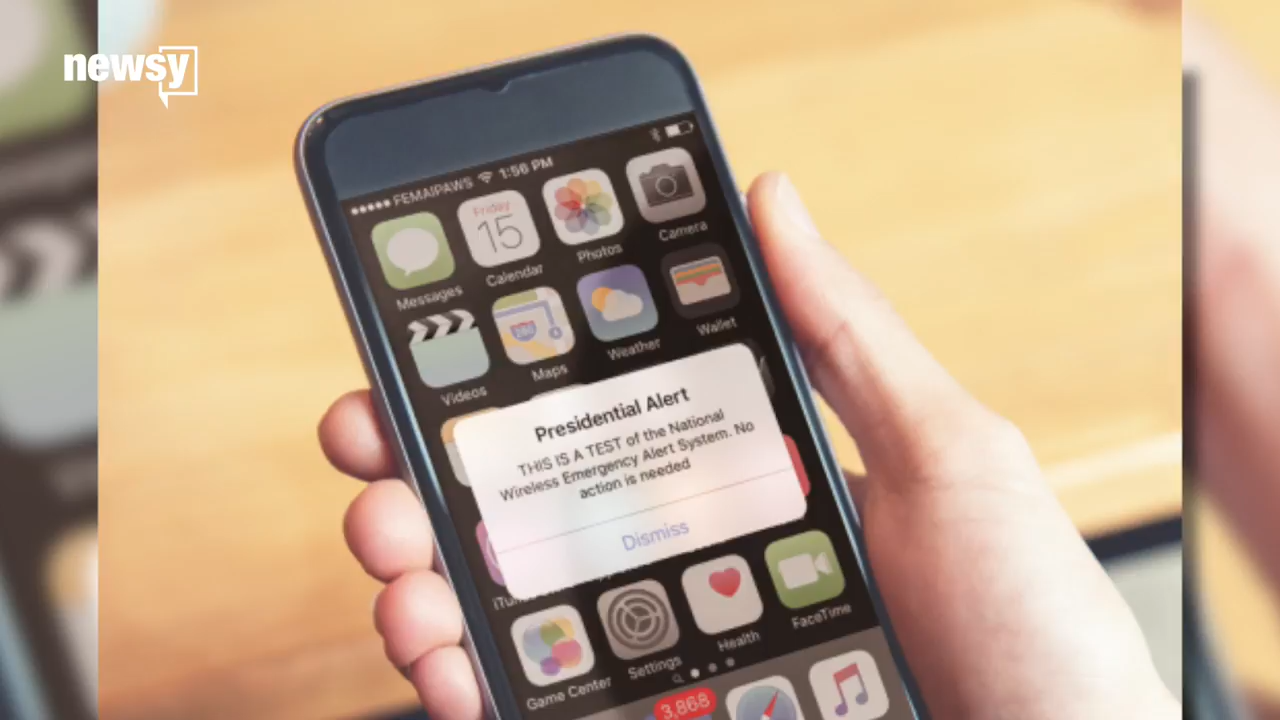 newsy
FEMAIPAWS 1:56 PM
Friday
15
Messages Calendar Photos Camera
280
Videos Maps Weather Wallet
Presidential Alert
THIS IS A TEST of the National
Wireless Emergency Alert System. No
action is needed
Dismiss
Game Center Settings Health FaceTime
3,868